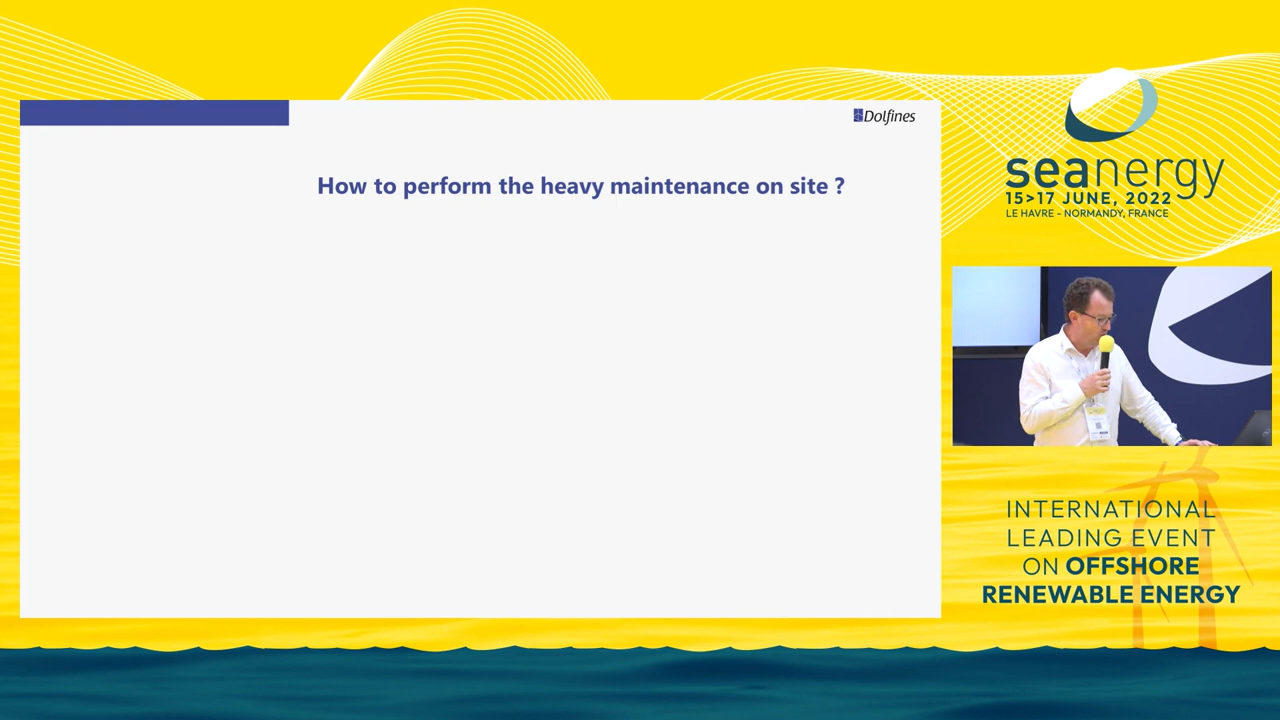 Dolfines
How to perform the heavy maintenance on site ?
seanergy
15>17 JUNE, 2022
LE HAVRE - NORMANDY, FRANCE
INTERNATIONAL
LEADING EVENT
ON OFFSHORE
RENEWABLE ENERGY